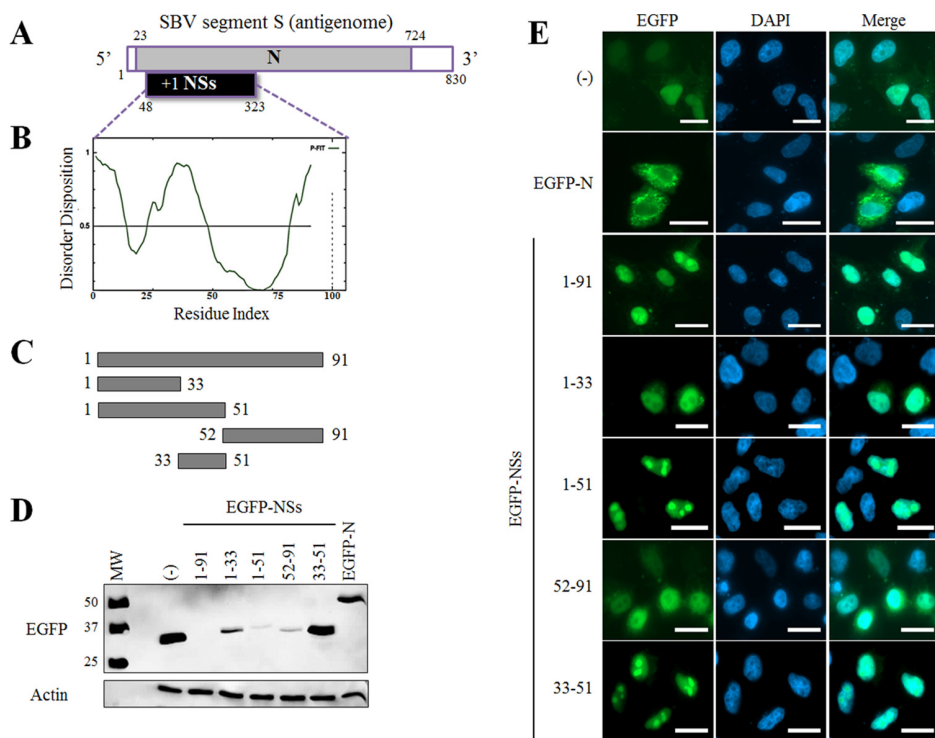 A
SBV segment S (antigenome)
23
724
5’
N
3’
1
+1 NSs
830
48
323
B
P-FIT
1
0.5
Disorder Disposition
0
25
50
75
100
Residue Index
C
1
91
1
33
1
51
52
91
33
51
D
EGFP-NSs
MW
(-)
1-91
1-33
1-51
52-91
33-51
EGFP-N
50
EGFP
37
25
Actin
E
EGFP
DAPI
Merge
(-)
EGFP-N
EGFP-NSs
1-91
1-33
1-51
52-91
33-51